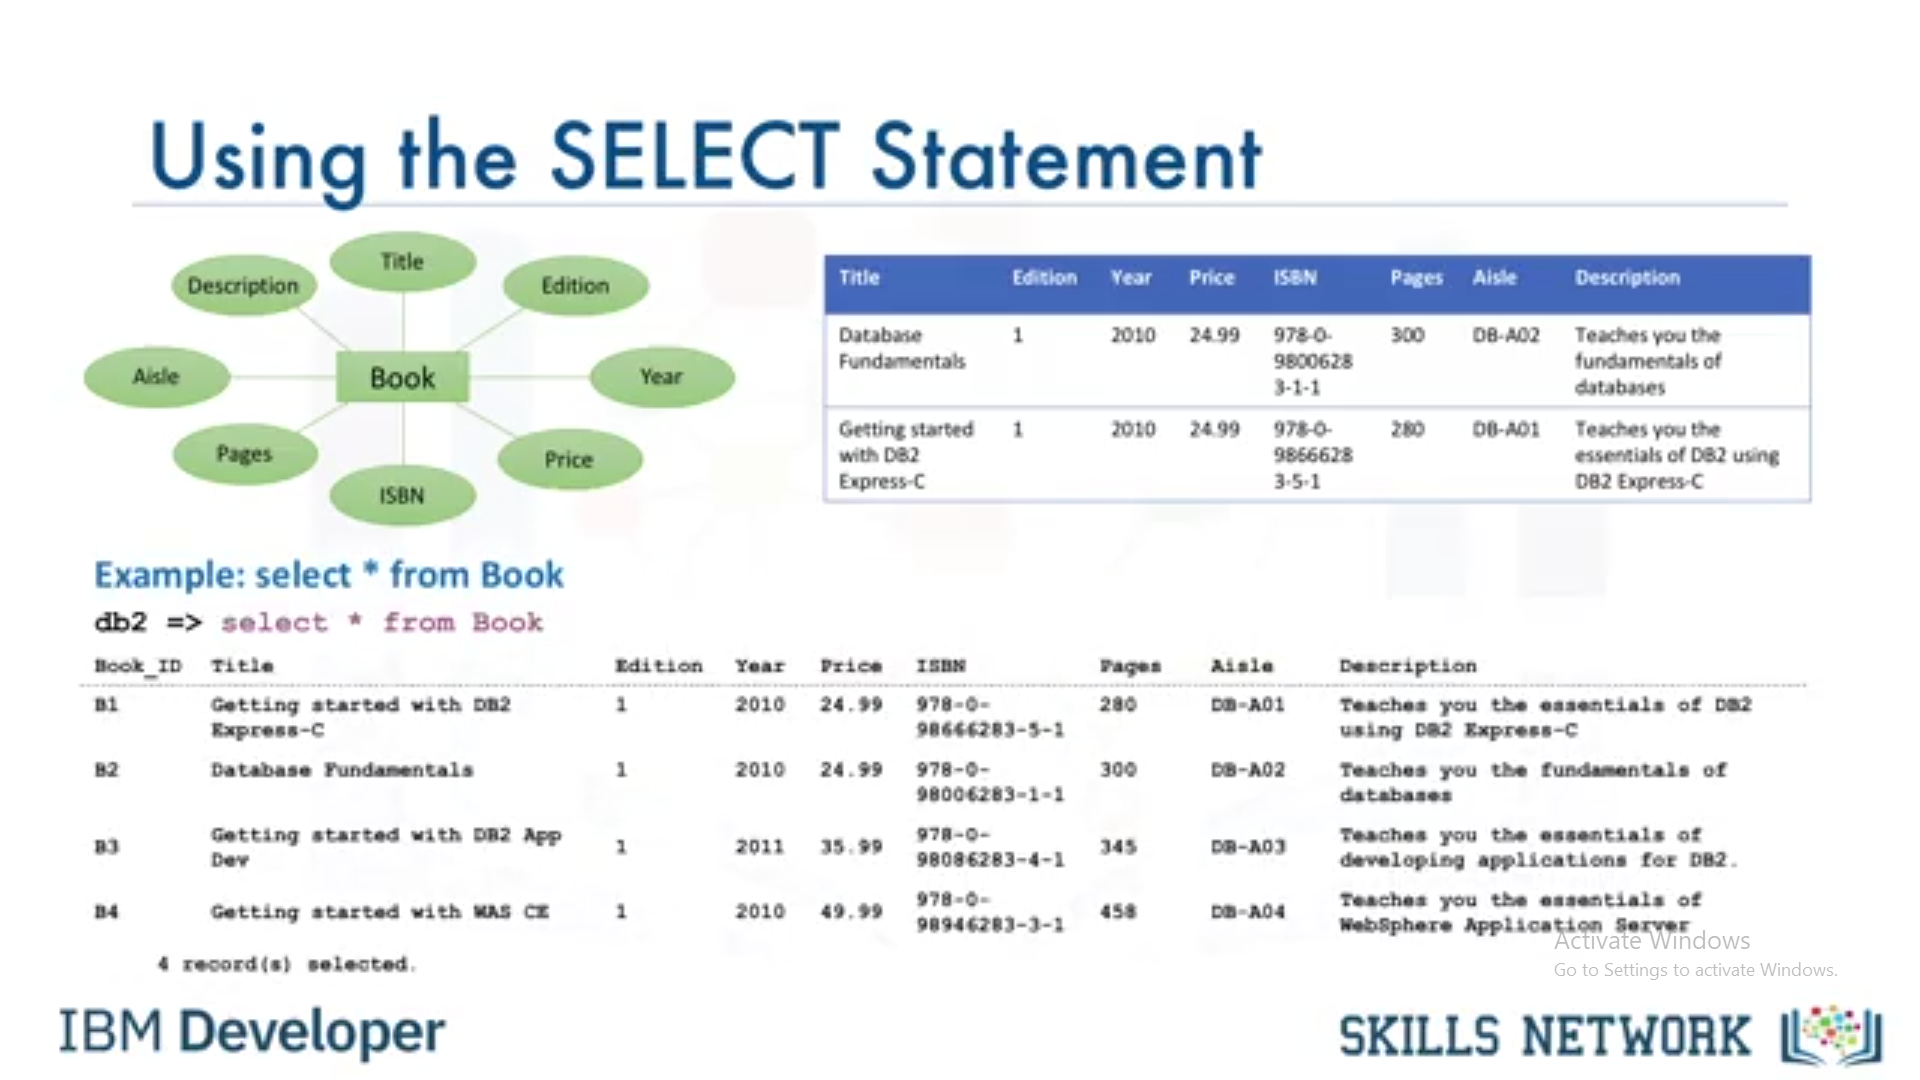 Using the SELECT Statement
Title
Description
Edition
Aisle
Book
Year
Pages
Price
ISBN
Title Edition Year Price ISBN Pages Aisle Description
Database 1 2010 24.99 978-0- 300 DB-A02 Teaches you the
Fundamentals 9800628 fundamentals of
3-1-1 databases
Getting started 1 2010 24.99 978-0- 280 DB-A01 Teaches you the
with DB2 9866628 essentials of DB2 using
Express-C 3-5-1 DB2 Express-C
Example: select * from Book
db2 => select * from Book
Book_ID Title Edition Year Price ISBN Pages Aisle Description
B1 Getting started with DB2 1 2010 24.99 978-0- 280 DB-A01 Teaches you the essentials of DB2
Express-C 98666283-5-1 using DB2 Express-C
B2 Database Fundamentals 1 2010 24.99 978-0- 300 DB-A02 Teaches you the fundamentals of
98006283-1-1 databases
Getting started with DB2 App 978-0- Teaches you the essentials of
B3 1 2011 35.99 345 DB-A03
Dev 98086283-4-1 developing applications for DB2.
978-0- Teaches you the essentials of
B4 Getting started with WAS CE 1 2010 49.99 458 DB-A04
98946283-3-1 WebSphere Application Server
4 record(s) selected.
Activate Windows
Go to Settings to activate Windows.
IBM Developer
SKILLS NETWORK